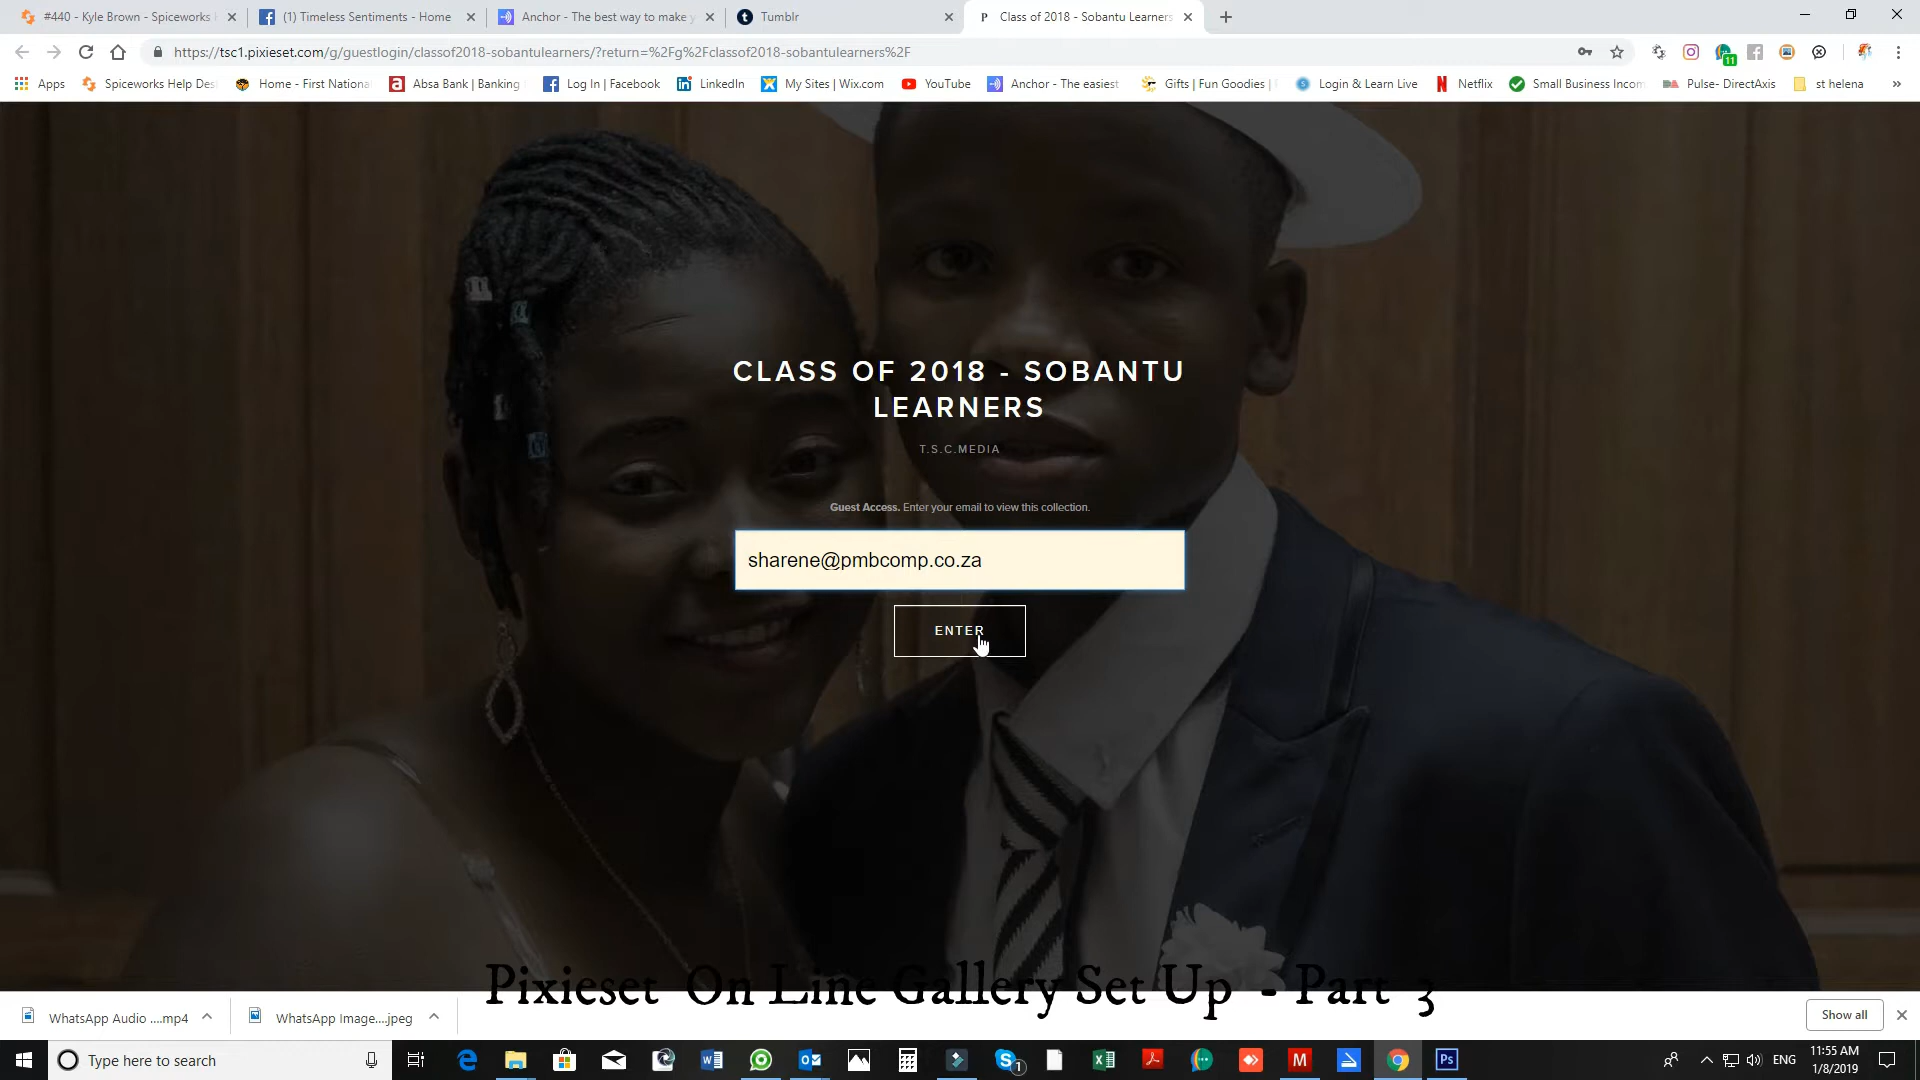 #440 - Kyle Brown - Spiceworks
(1) Timeless Sentiments - Home
Anchor - The best way to make
Tumblr
P Class of 2018 - Sobantu Learners
https://tsc1.pixieset.com/g/guestlogin/classof2018-sobantulearners/?return=%2Fg%2Fclassof2018-sobantulearners%2F
11
Apps
Spiceworks Help Des
Home - First Nationa
Absa Bank | Banking
Log In | Facebook
LinkedIn
My Sites | Wix.com
YouTube
Anchor - The easiest
Gifts | Fun Goodies |
Login & Learn Live
Netflix
Small Business Incom
Pulse- DirectAxis
st helena
»
CLASS OF 2018 - SOBANTU
LEARNERS
T.S.C.MEDIA
Guest Access. Enter your email to view this collection.
sharene@pmbcomp.co.za
ENTER
Pixieset On Line Gallery Set Up - Part 3
WhatsApp Audio ....mp4
WhatsApp Image....jpeg
Show all
Type here to search
ENG
11:55 AM
1/8/2019